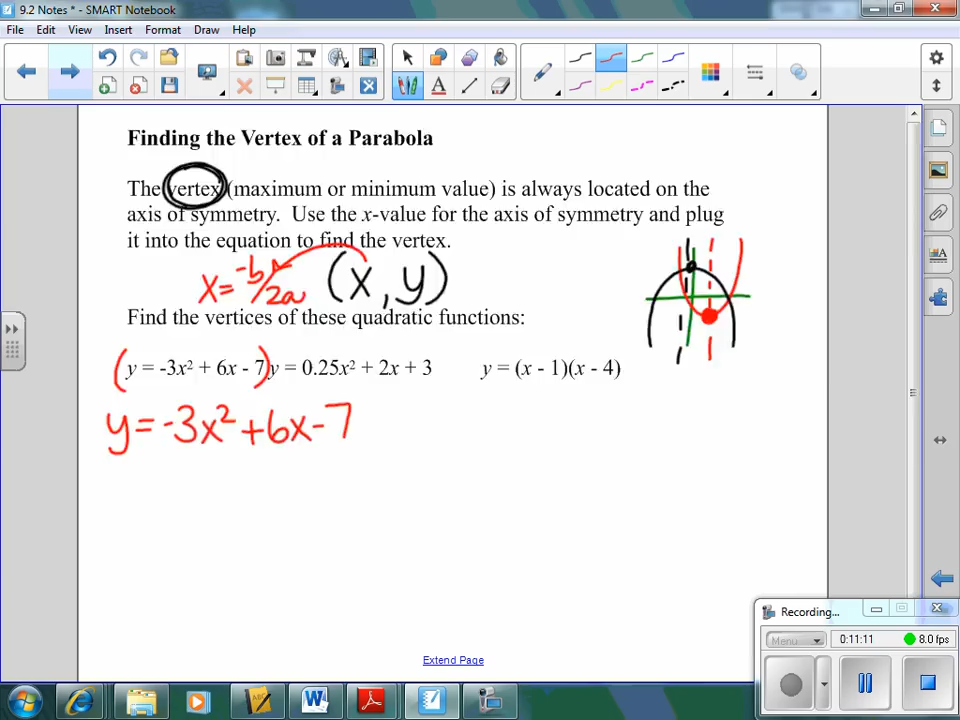 9.2 Notes * - SMART Notebook
File Edit View Insert Format Draw Help
Finding the Vertex of a Parabola
The vertex (maximum or minimum value) is always located on the
axis of symmetry. Use the x-value for the axis of symmetry and plug
it into the equation to find the vertex.
x = -b/2a (x, y)
Find the vertices of these quadratic functions:
(y = -3x² + 6x - 7) y = 0.25x² + 2x + 3 y = (x - 1)(x - 4)
y = -3x² + 6x - 7
Extend Page
Recording...
Menu 0:11:11 8.0 fps